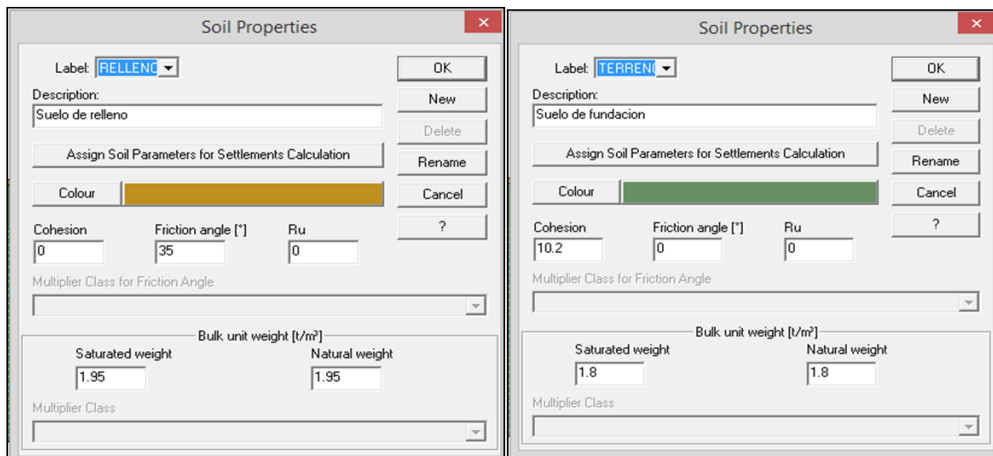 Soil Properties
Label: RELLENO
OK
Description:
New
Suelo de relleno
Delete
Assign Soil Parameters for Settlements Calculation
Rename
Colour
Cancel
?
Cohesion Friction angle [°] Ru
0 35 0
Multiplier Class for Friction Angle
Bulk unit weight [t/m³]
Saturated weight Natural weight
1.95 1.95
Multiplier Class
Soil Properties
Label: TERREN(
OK
Description:
New
Suelo de fundacion
Delete
Assign Soil Parameters for Settlements Calculation
Rename
Colour
Cancel
?
Cohesion Friction angle [°] Ru
10.2 0 0
Multiplier Class for Friction Angle
Bulk unit weight [t/m³]
Saturated weight Natural weight
1.8 1.8
Multiplier Class